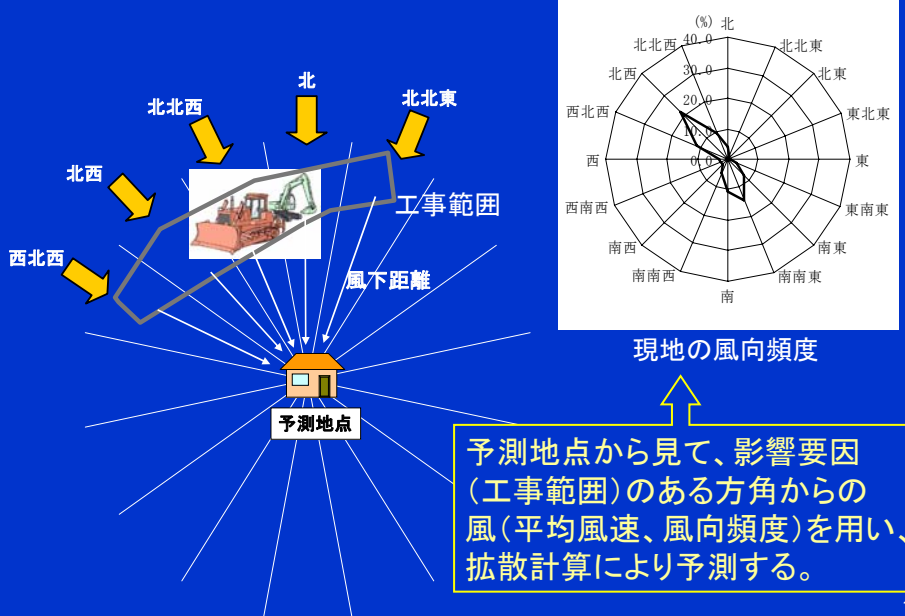 北
北北西
北北東
北西
西北西
工事範囲
風下距離
予測地点
(%)
北
40.0
北北西
北北東
30.0
北西
北東
20.0
西北西
東北東
10.0
西
0.0
東
西南西
東南東
南西
南東
南南西
南南東
南
現地の風向頻度
予測地点から見て、影響要因
(工事範囲)のある方角からの
風(平均風速、風向頻度)を用い、
拡散計算により予測する。